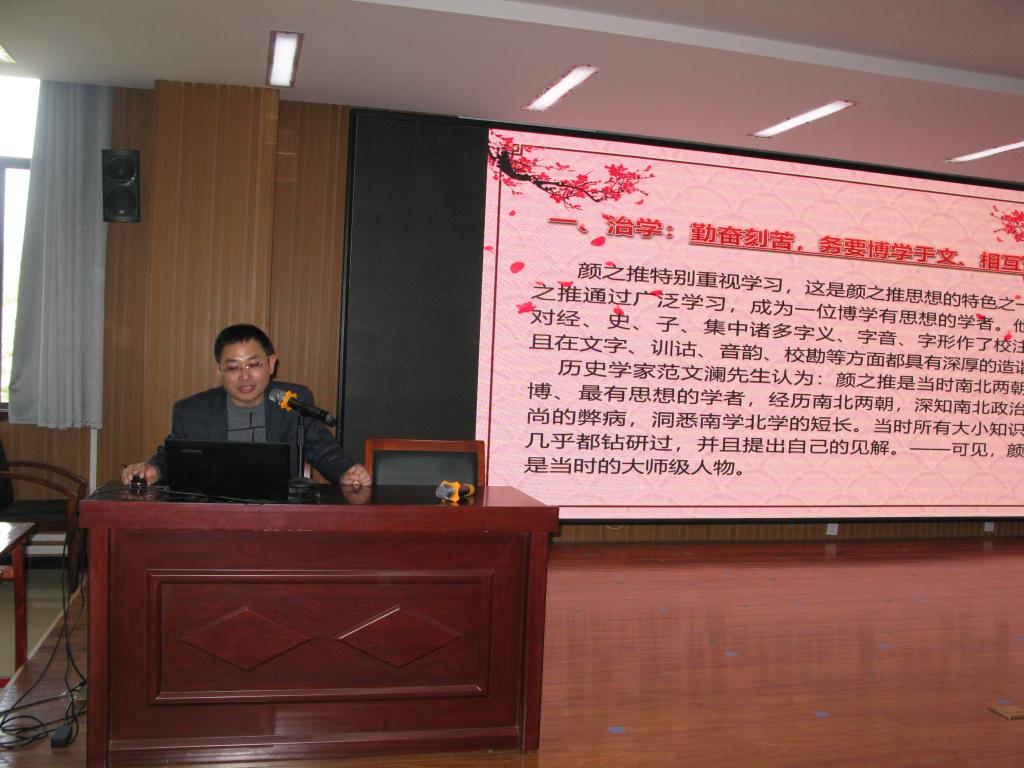 一、治学：勤奋刻苦，务要博学于文、相互
颜之推特别重视学习，这是颜之推思想的特色之一
之推通过广泛学习，成为一位博学有思想的学者。他
对经、史、子、集中诸多字义、字音、字形作了校注
且在文字、训诂、音韵、校勘等方面都具有深厚的造诣
历史学家范文澜先生认为：颜之推是当时南北两朝
博、最有思想的学者，经历南北两朝，深知南北政治
尚的弊病，洞悉南学北学的短长。当时所有大小知识
几乎都钻研过，并且提出自己的见解。——可见，颜
是当时的大师级人物。
Lenovo